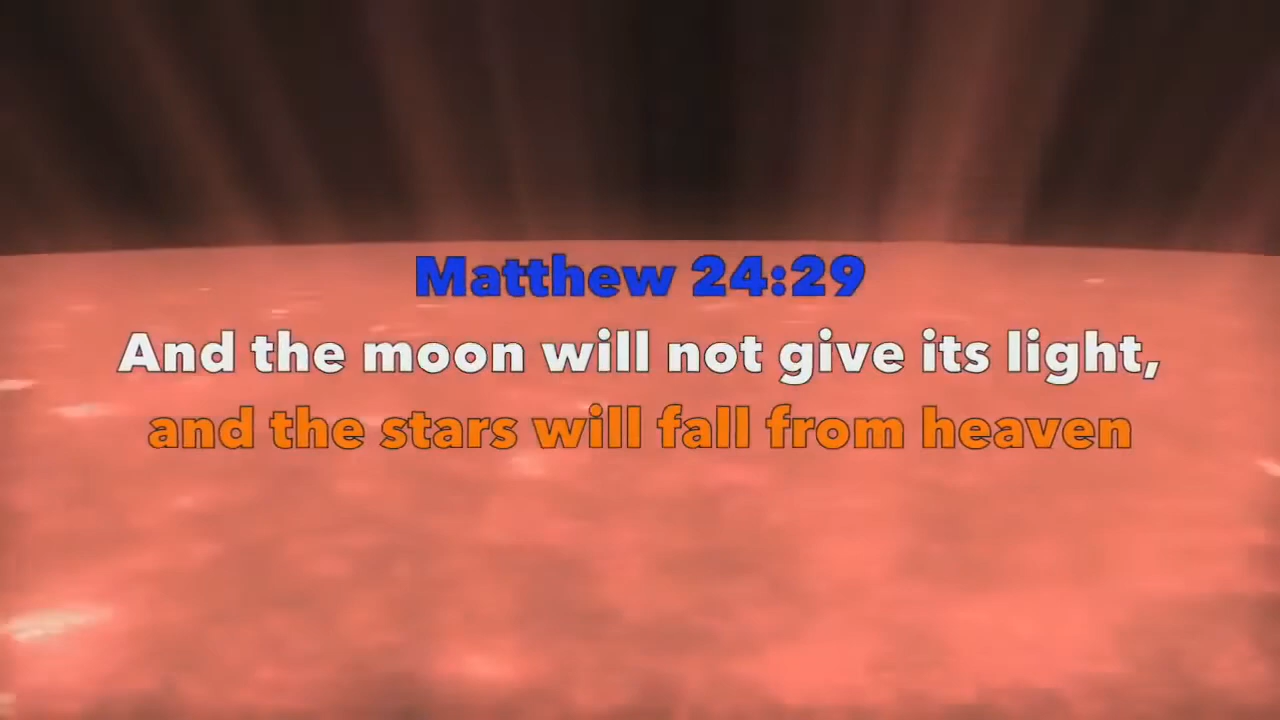 Matthew 24:29
And the moon will not give its light,
and the stars will fall from heaven